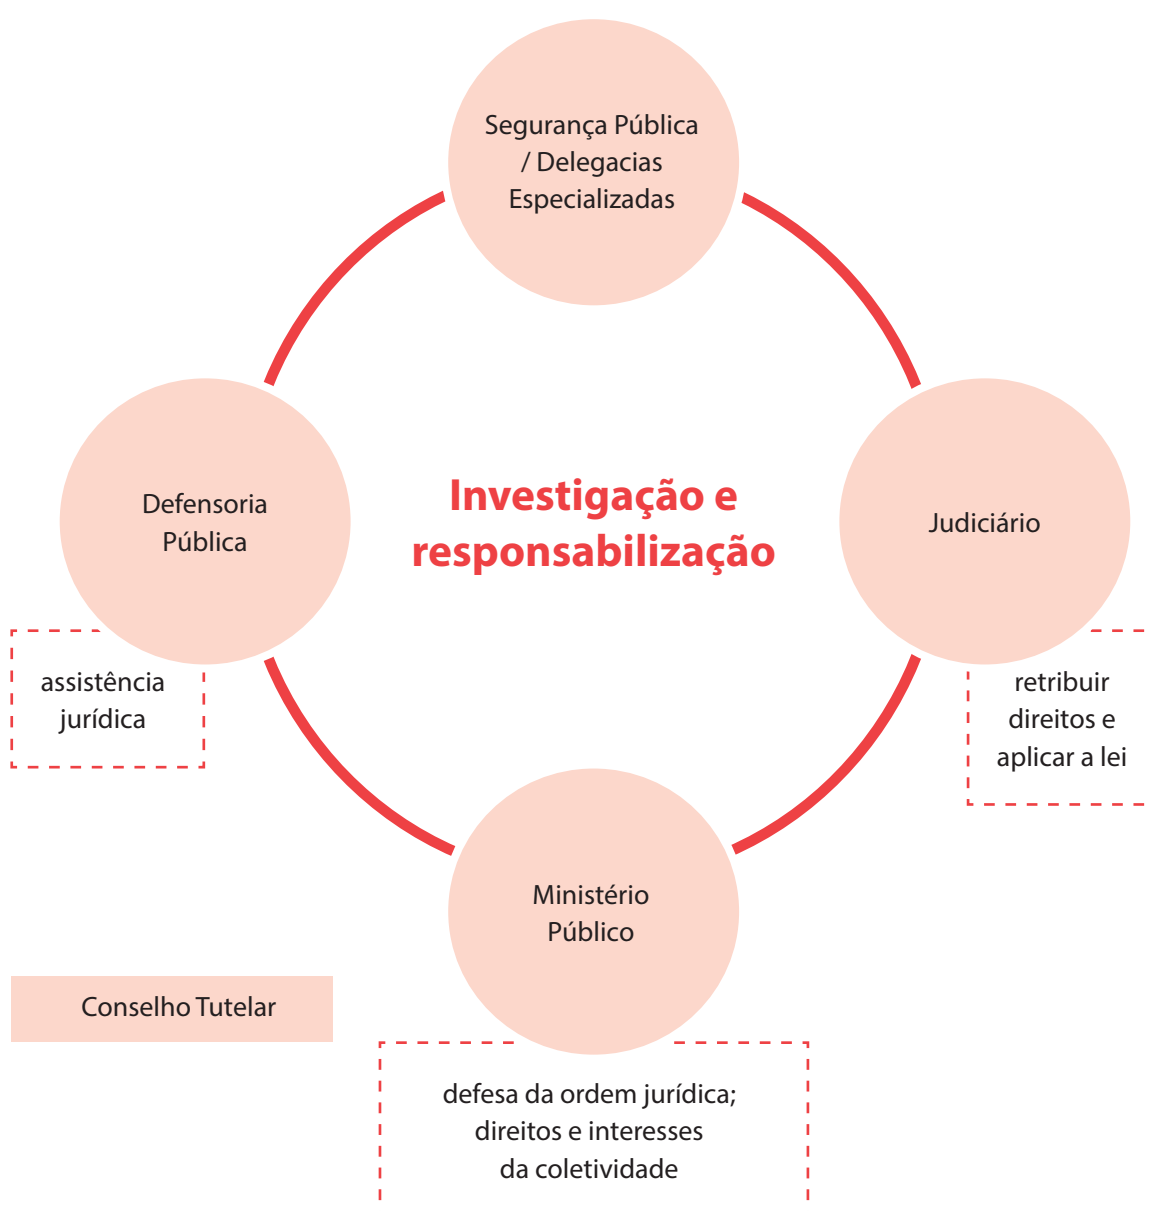 Segurança Pública
/ Delegacias
Especializadas
Defensoria
Pública
Investigação e
responsabilização
Judiciário
assistência
jurídica
retribuir
direitos e
aplicar a lei
Ministério
Público
Conselho Tutelar
defesa da ordem jurídica;
direitos e interesses
da coletividade